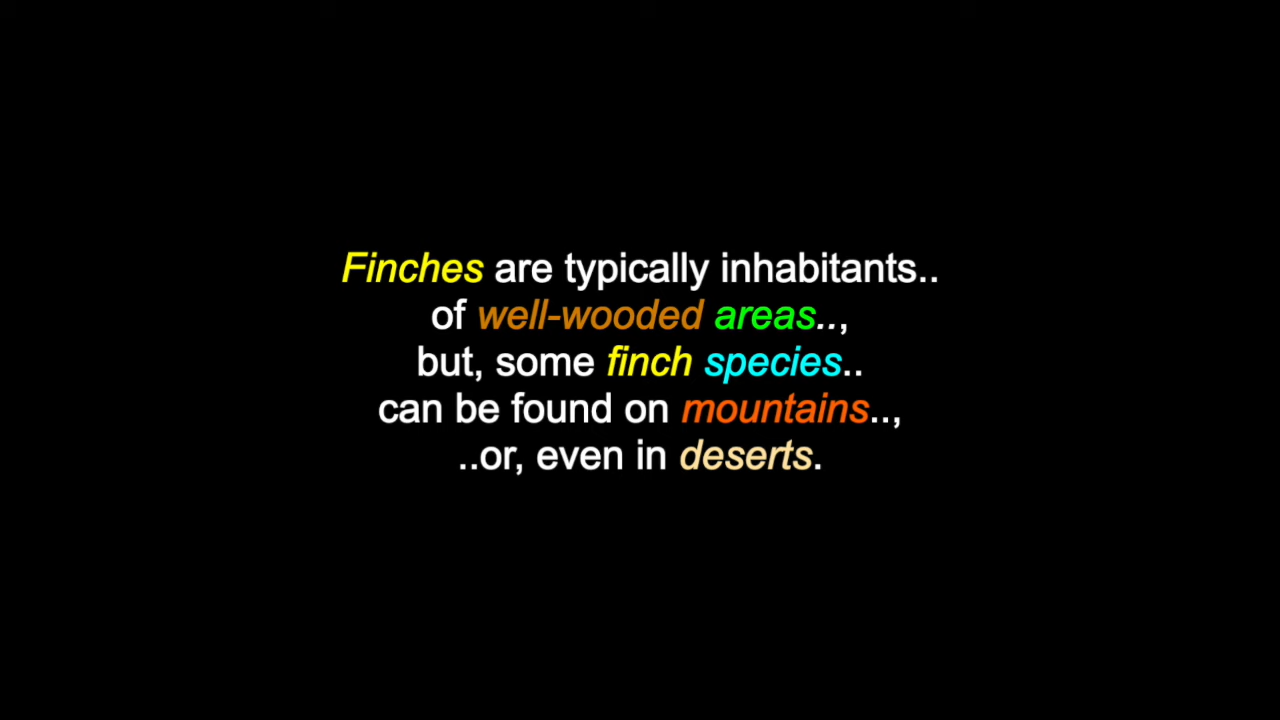 Finches are typically inhabitants..
of well-wooded areas..,
but, some finch species..
can be found on mountains..,
..or, even in deserts.